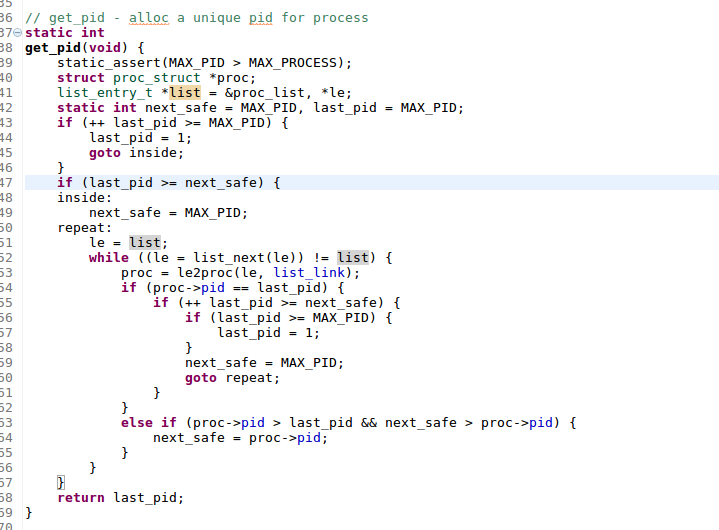 35
36 // get_pid - alloc a unique pid for process
37 static int
38 get_pid(void) {
39     static_assert(MAX_PID > MAX_PROCESS);
40     struct proc_struct *proc;
41     list_entry_t *list = &proc_list, *le;
42     static int next_safe = MAX_PID, last_pid = MAX_PID;
43     if (++ last_pid >= MAX_PID) {
44         last_pid = 1;
45         goto inside;
46     }
47     if (last_pid >= next_safe) {
48     inside:
49         next_safe = MAX_PID;
50     repeat:
51         le = list;
52         while ((le = list_next(le)) != list) {
53             proc = le2proc(le, list_link);
54             if (proc->pid == last_pid) {
55                 if (++ last_pid >= next_safe) {
56                     if (last_pid >= MAX_PID) {
57                         last_pid = 1;
58                     }
59                     next_safe = MAX_PID;
60                     goto repeat;
61                 }
62             }
63             else if (proc->pid > last_pid && next_safe > proc->pid) {
64                 next_safe = proc->pid;
65             }
66         }
67     }
68     return last_pid;
69 }
70